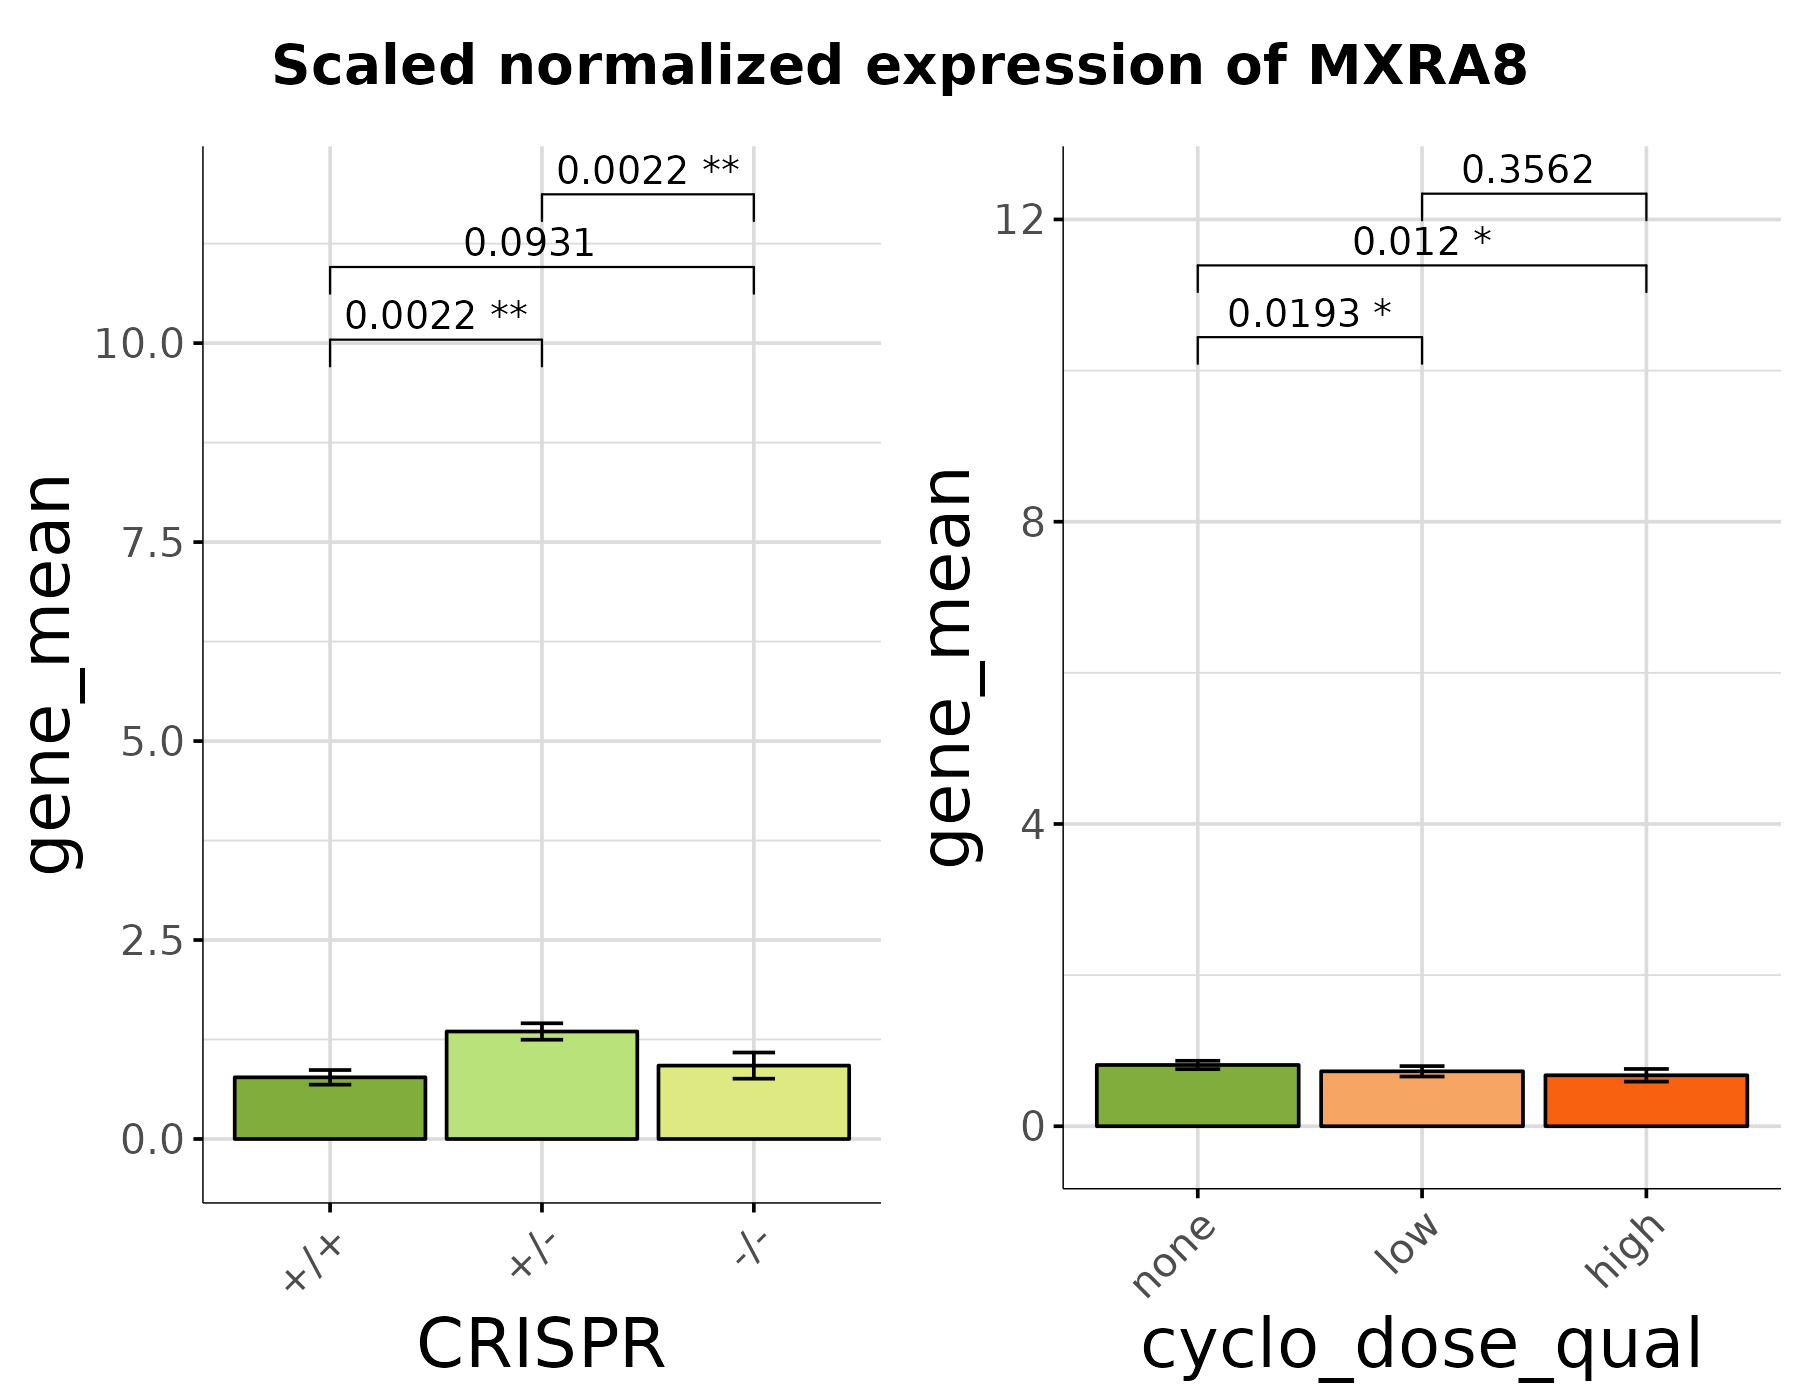 Scaled normalized expression of MXRA8
gene_mean
10.0
7.5
5.0
2.5
0.0
0.0022 **
0.0931
0.0022 **
+/+
+/-
-/-
CRISPR
gene_mean
12
8
4
0
0.3562
0.012 *
0.0193 *
none
low
high
cyclo_dose_qual